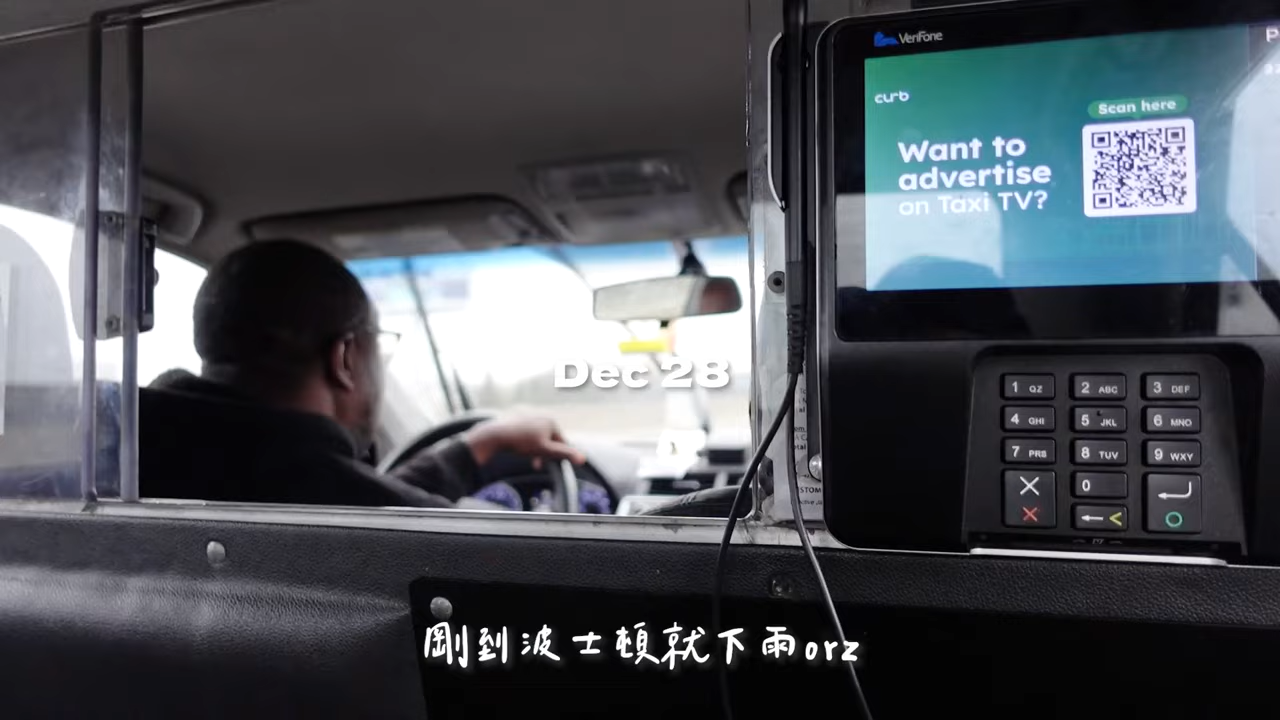 VeriFone
curb
Scan here
Want to
advertise
on Taxi TV?
Dec 28
1 QZ
2 ABC
3 DEF
4 GHI
5 JKL
6 MNO
7 PRS
8 TUV
9 WXY
0
剛到波士頓就下雨orz